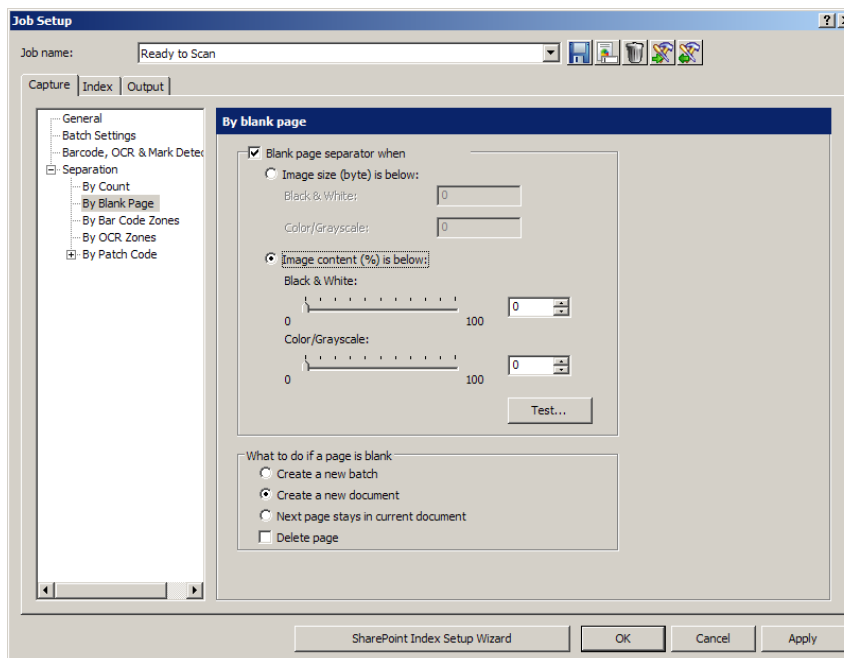 Job Setup
Job name: Ready to Scan
Capture Index Output
General
Batch Settings
Barcode, OCR & Mark Detec
Separation
By Count
By Blank Page
By Bar Code Zones
By OCR Zones
By Patch Code
By blank page
Blank page separator when
Image size (byte) is below:
Black & White: 0
Color/Grayscale: 0
Image content (%) is below:
Black & White:
0 100 0
Color/Grayscale:
0 100 0
Test...
What to do if a page is blank
Create a new batch
Create a new document
Next page stays in current document
Delete page
SharePoint Index Setup Wizard OK Cancel Apply